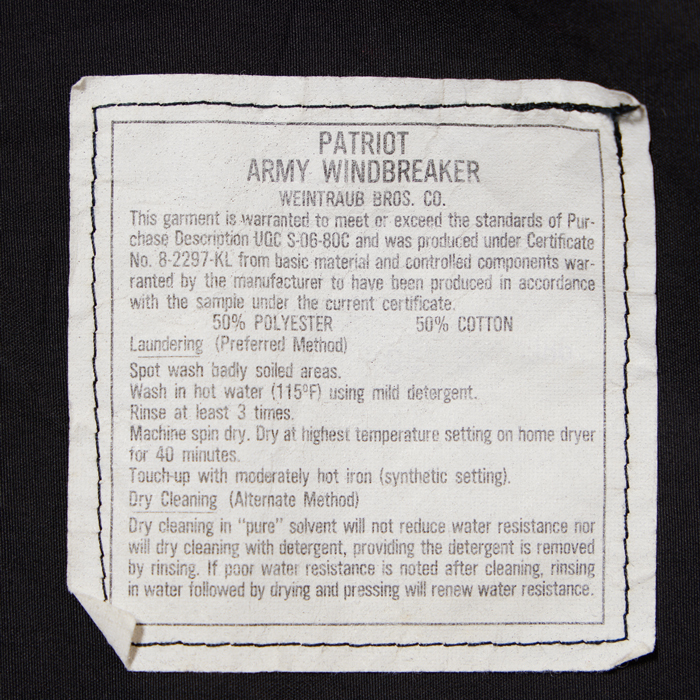 PATRIOT
ARMY WINDBREAKER
WEINTRAUB BROS. CO.
This garment is warranted to meet or exceed the standards of Pur-
chase Description UGC S-06-80C and was produced under Certificate
No. 8-2297-KL from basic material and controlled components war-
ranted by the manufacturer to have been produced in accordance
with the sample under the current certificate.
50% POLYESTER 50% COTTON
Laundering (Preferred Method)
Spot wash badly soiled areas.
Wash in hot water (115°F) using mild detergent.
Rinse at least 3 times.
Machine spin dry. Dry at highest temperature setting on home dryer
for 40 minutes.
Touch-up with moderately hot iron (synthetic setting).
Dry Cleaning (Alternate Method)
Dry cleaning in "pure" solvent will not reduce water resistance nor
will dry cleaning with detergent, providing the detergent is removed
by rinsing. If poor water resistance is noted after cleaning, rinsing
in water followed by drying and pressing will renew water resistance.